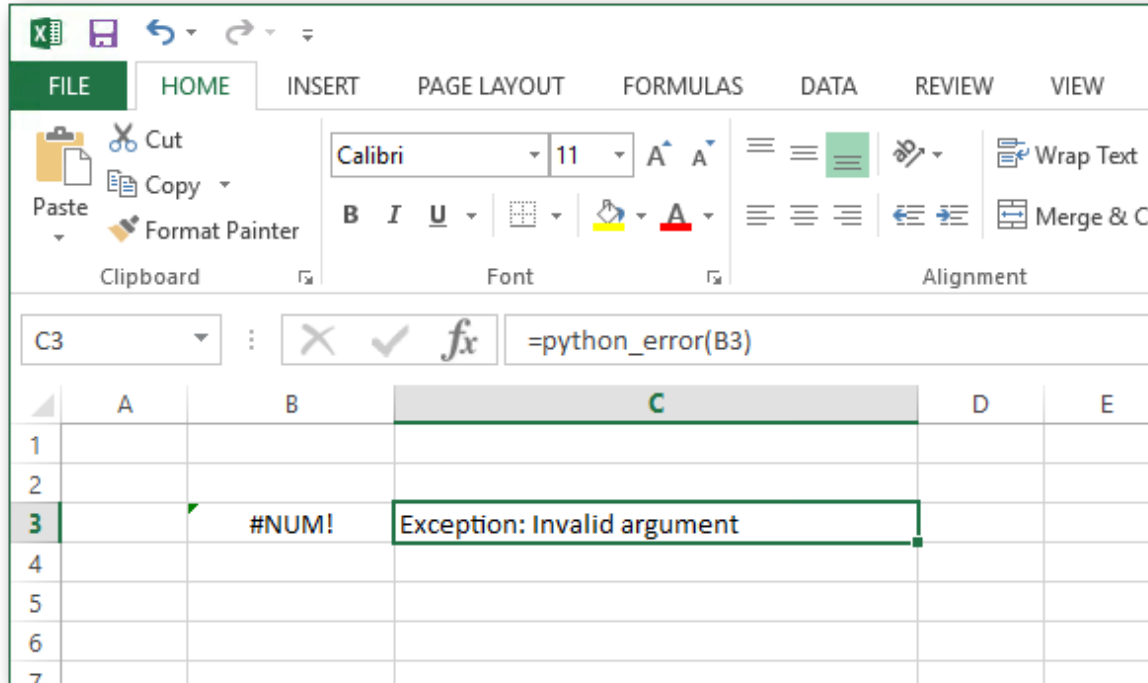 FILE HOME INSERT PAGE LAYOUT FORMULAS DATA REVIEW VIEW
Cut
Copy
Paste
Format Painter
Calibri 11 A A
Wrap Text
B I U A
Merge & C
Clipboard Font Alignment
C3 fx =python_error(B3)
A B C D E
1
2
3 #NUM! Exception: Invalid argument
4
5
6
7